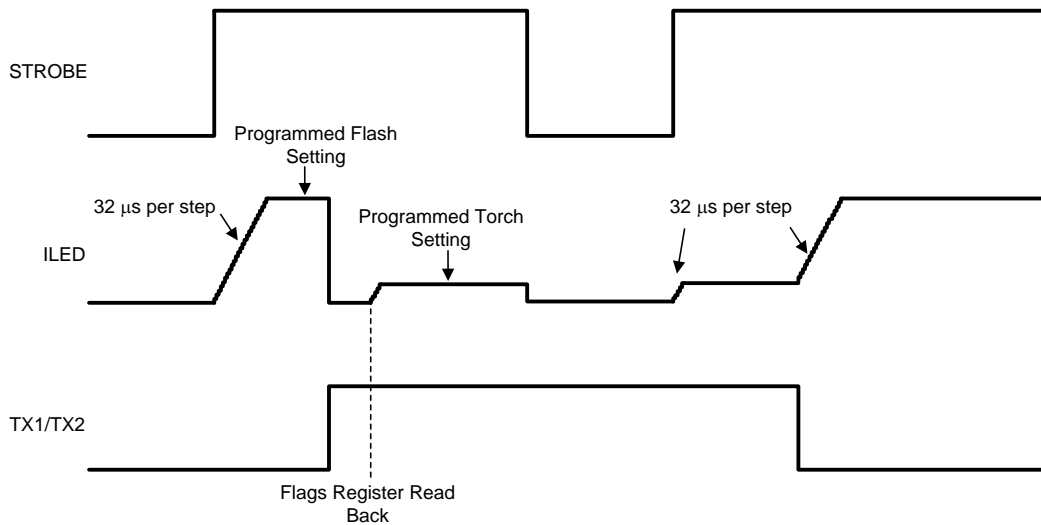 STROBE
Programmed Flash
Setting
32 μs per step
Programmed Torch
Setting
32 μs per step
ILED
TX1/TX2
Flags Register Read
Back